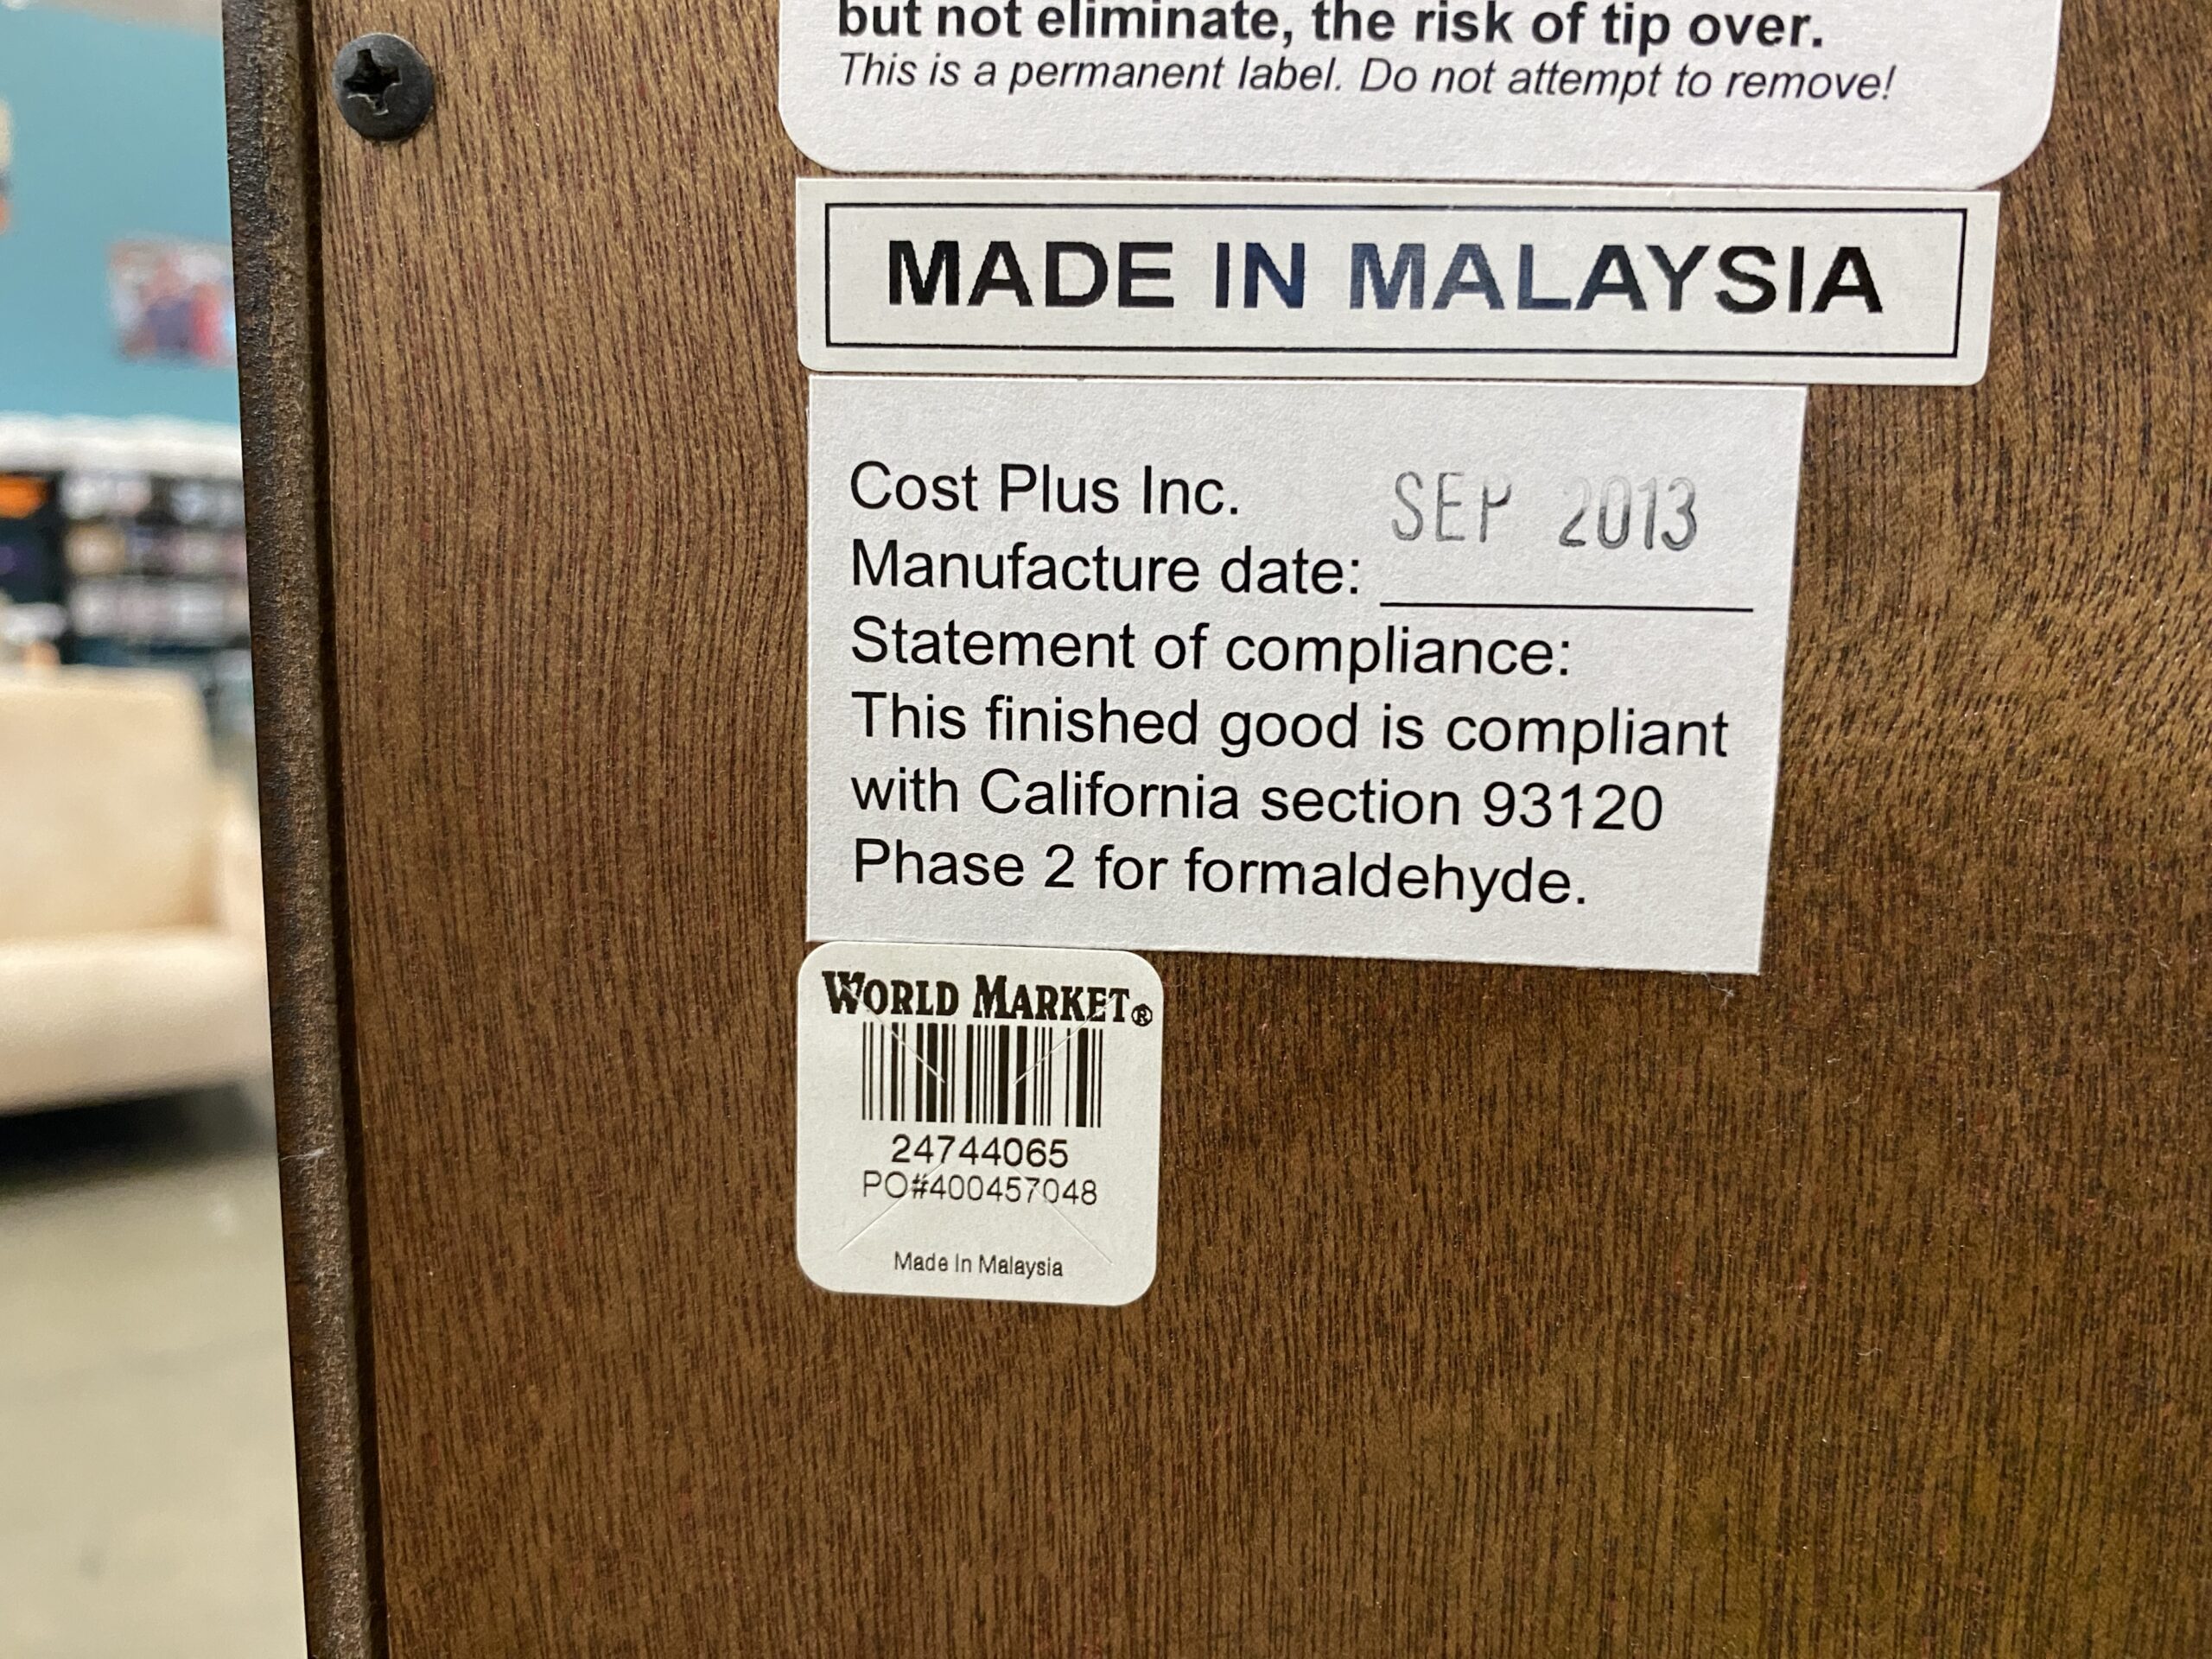 but not eliminate, the risk of tip over.
This is a permanent label. Do not attempt to remove!
MADE IN MALAYSIA
Cost Plus Inc.
SEP 2013
Manufacture date:
Statement of compliance:
This finished good is compliant
with California section 93120
Phase 2 for formaldehyde.
WORLD MARKET®
24744065
PO#400457048
Made In Malaysia